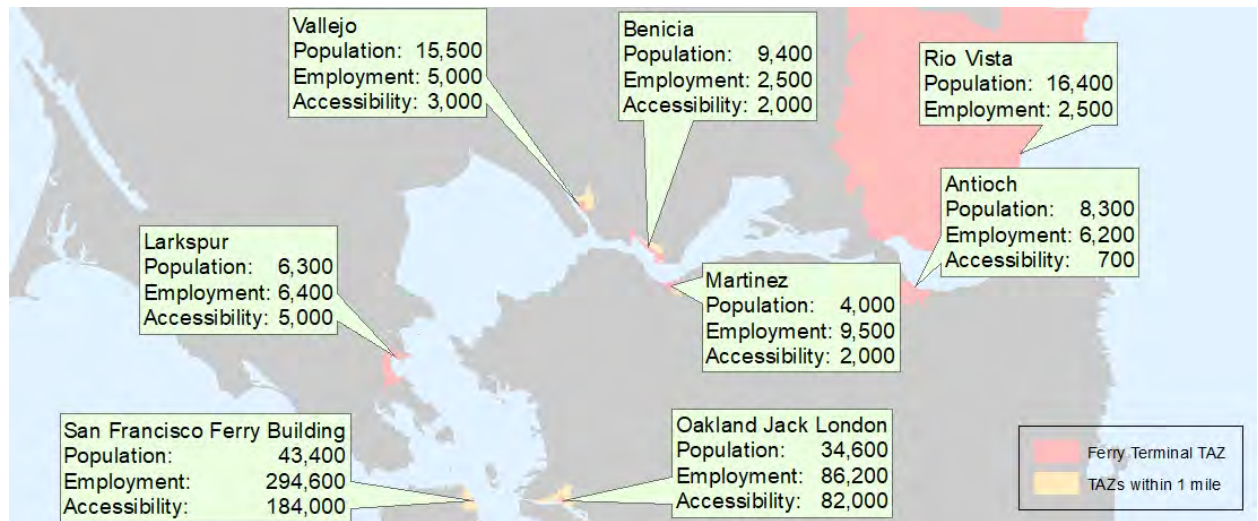 Vallejo
Population: 15,500
Employment: 5,000
Accessibility: 3,000
Benicia
Population: 9,400
Employment: 2,500
Accessibility: 2,000
Rio Vista
Population: 16,400
Employment: 2,500
Antioch
Population: 8,300
Employment: 6,200
Accessibility: 700
Larkspur
Population: 6,300
Employment: 6,400
Accessibility: 5,000
Martinez
Population: 4,000
Employment: 9,500
Accessibility: 2,000
San Francisco Ferry Building
Population: 43,400
Employment: 294,600
Accessibility: 184,000
Oakland Jack London
Population: 34,600
Employment: 86,200
Accessibility: 82,000
Ferry Terminal TAZ
TAZs within 1 mile